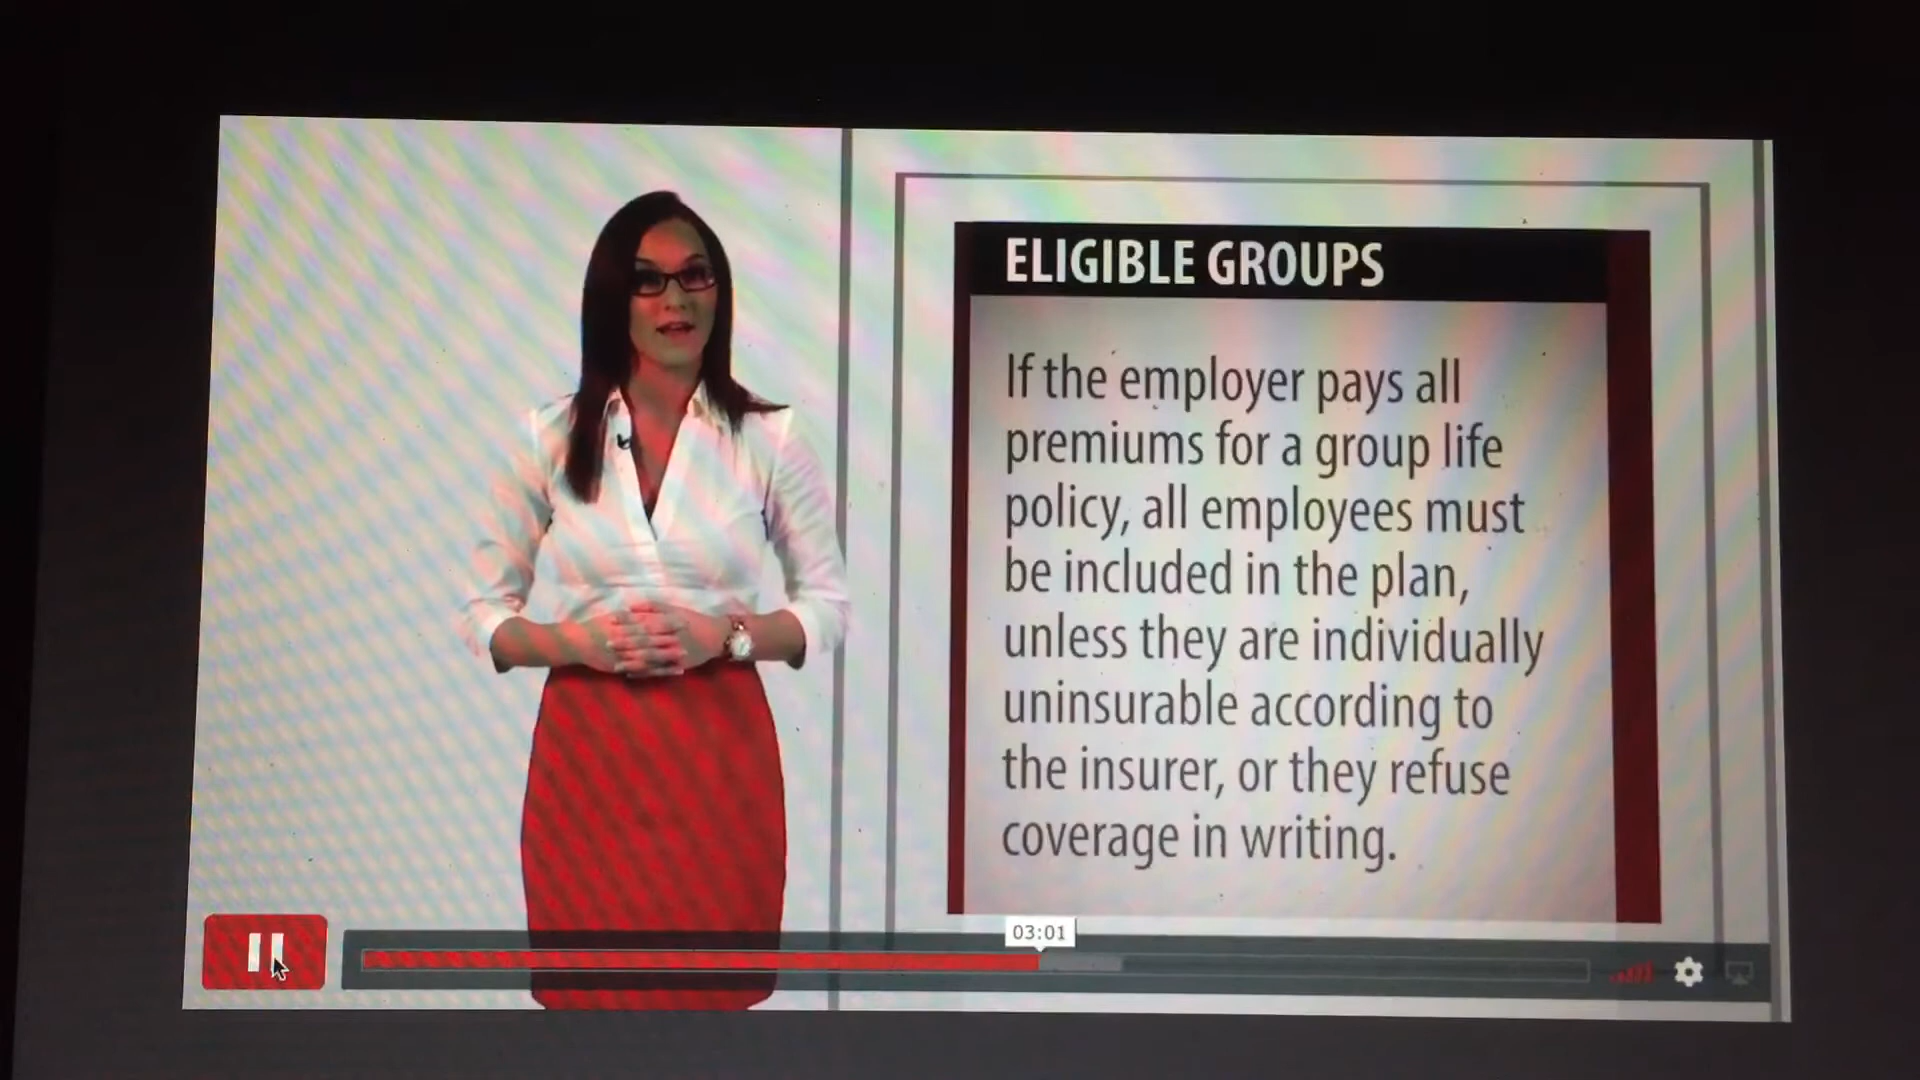 ELIGIBLE GROUPS
If the employer pays all
premiums for a group life
policy, all employees must
be included in the plan,
unless they are individually
uninsurable according to
the insurer, or they refuse
coverage in writing.
03:01